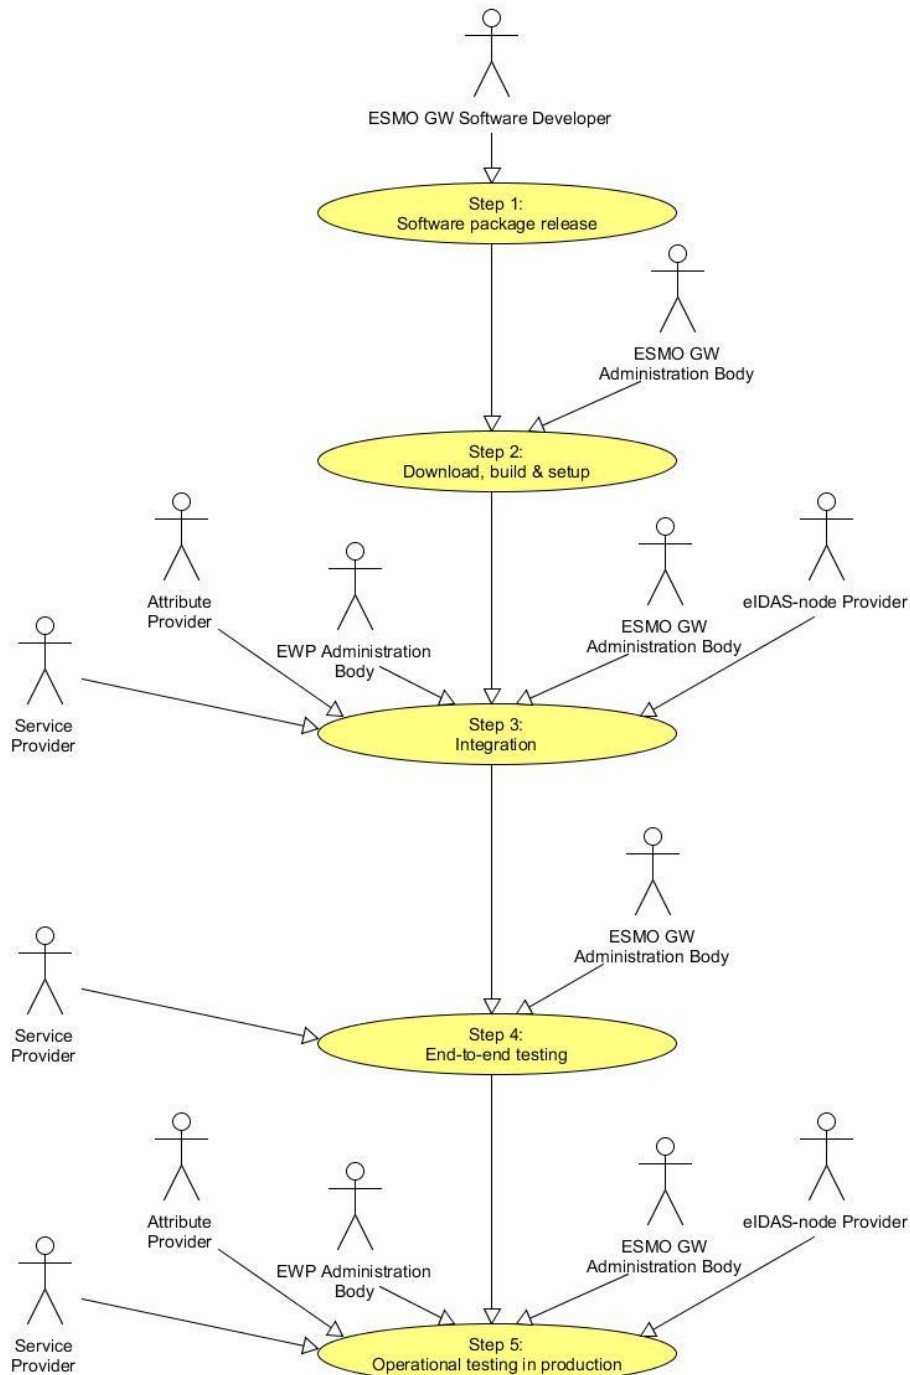 ESMO GW Software Developer
Step 1:
Software package release
ESMO GW
Administration Body
Step 2:
Download, build & setup
Attribute
Provider
EWP Administration
Body
ESMO GW
Administration Body
eIDAS-node Provider
Service
Provider
Step 3:
Integration
ESMO GW
Administration Body
Service
Provider
Step 4:
End-to-end testing
Attribute
Provider
EWP Administration
Body
ESMO GW
Administration Body
eIDAS-node Provider
Service
Provider
Step 5:
Operational testing in production